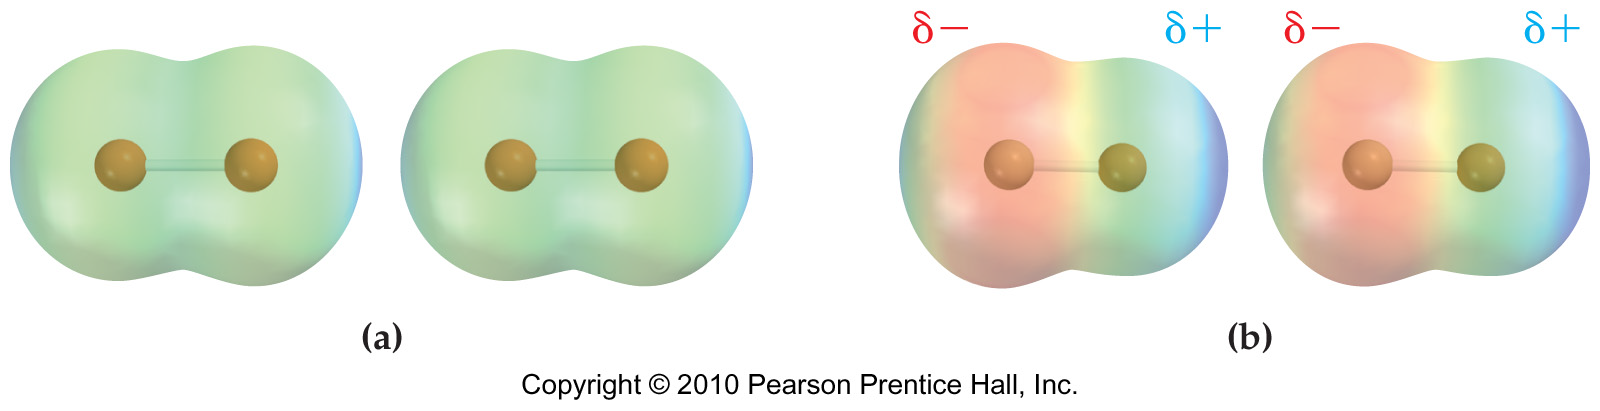 δ− δ+ δ− δ+
(a) (b)
Copyright © 2010 Pearson Prentice Hall, Inc.